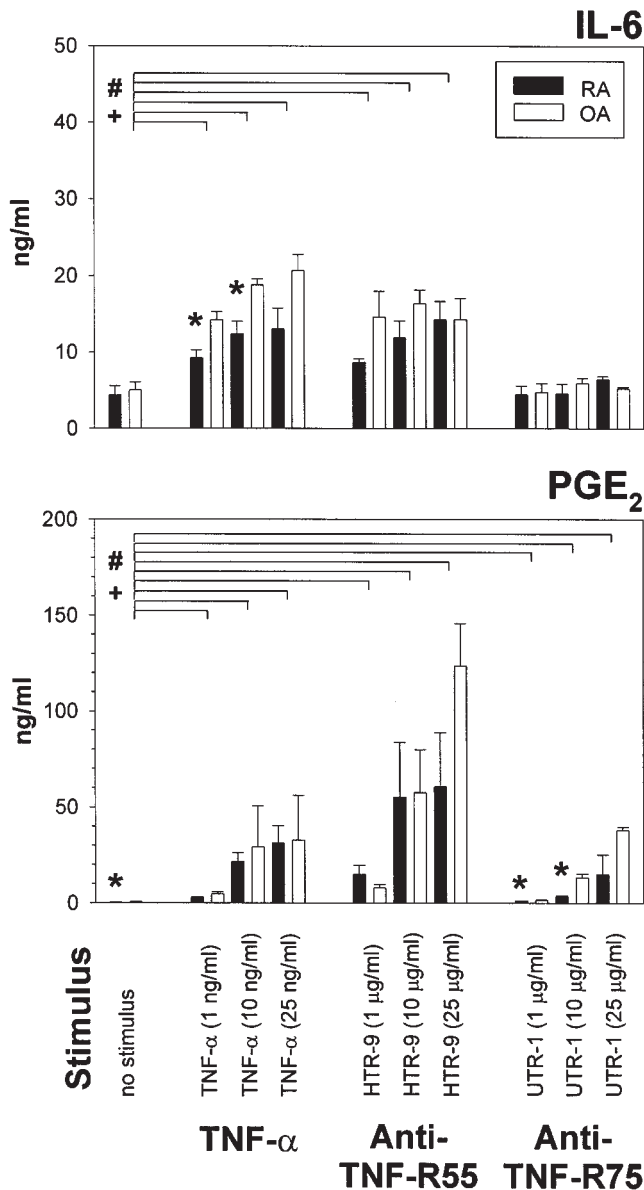 IL-6
50
40
30
20
10
0
ng/ml
#
+
RA
OA
*
*
PGE2
200
150
100
50
0
ng/ml
#
+
*
*
*
Stimulus
no stimulus
TNF-α (1 ng/ml)
TNF-α (10 ng/ml)
TNF-α (25 ng/ml)
HTR-9 (1 μg/ml)
HTR-9 (10 μg/ml)
HTR-9 (25 μg/ml)
UTR-1 (1 μg/ml)
UTR-1 (10 μg/ml)
UTR-1 (25 μg/ml)
TNF-α
Anti-
TNF-R55
Anti-
TNF-R75